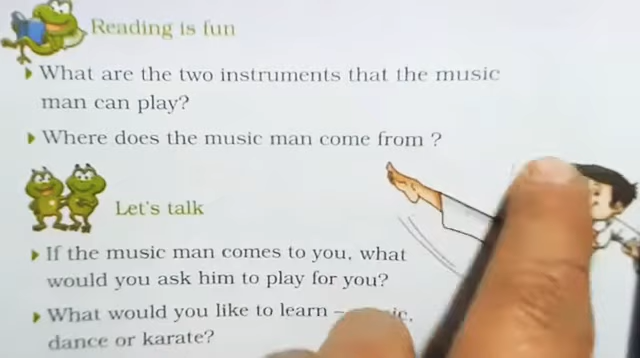 Reading is fun
What are the two instruments that the music
man can play?
Where does the music man come from ?
Let's talk
If the music man comes to you, what
would you ask him to play for you?
What would you like to learn –
dance or karate?